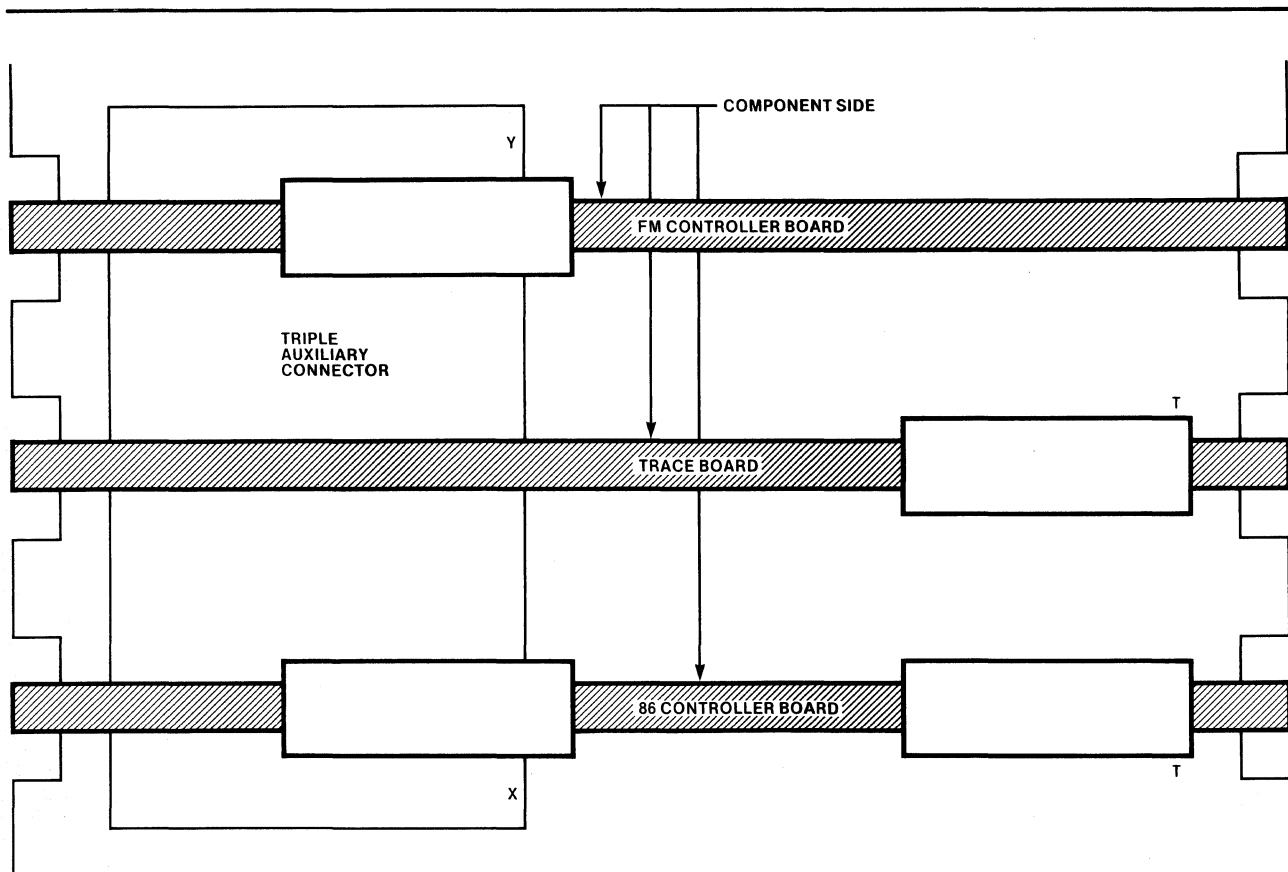 COMPONENT SIDE
Y
FM CONTROLLER BOARD
TRIPLE
AUXILIARY
CONNECTOR
T
TRACE BOARD
86 CONTROLLER BOARD
T
X